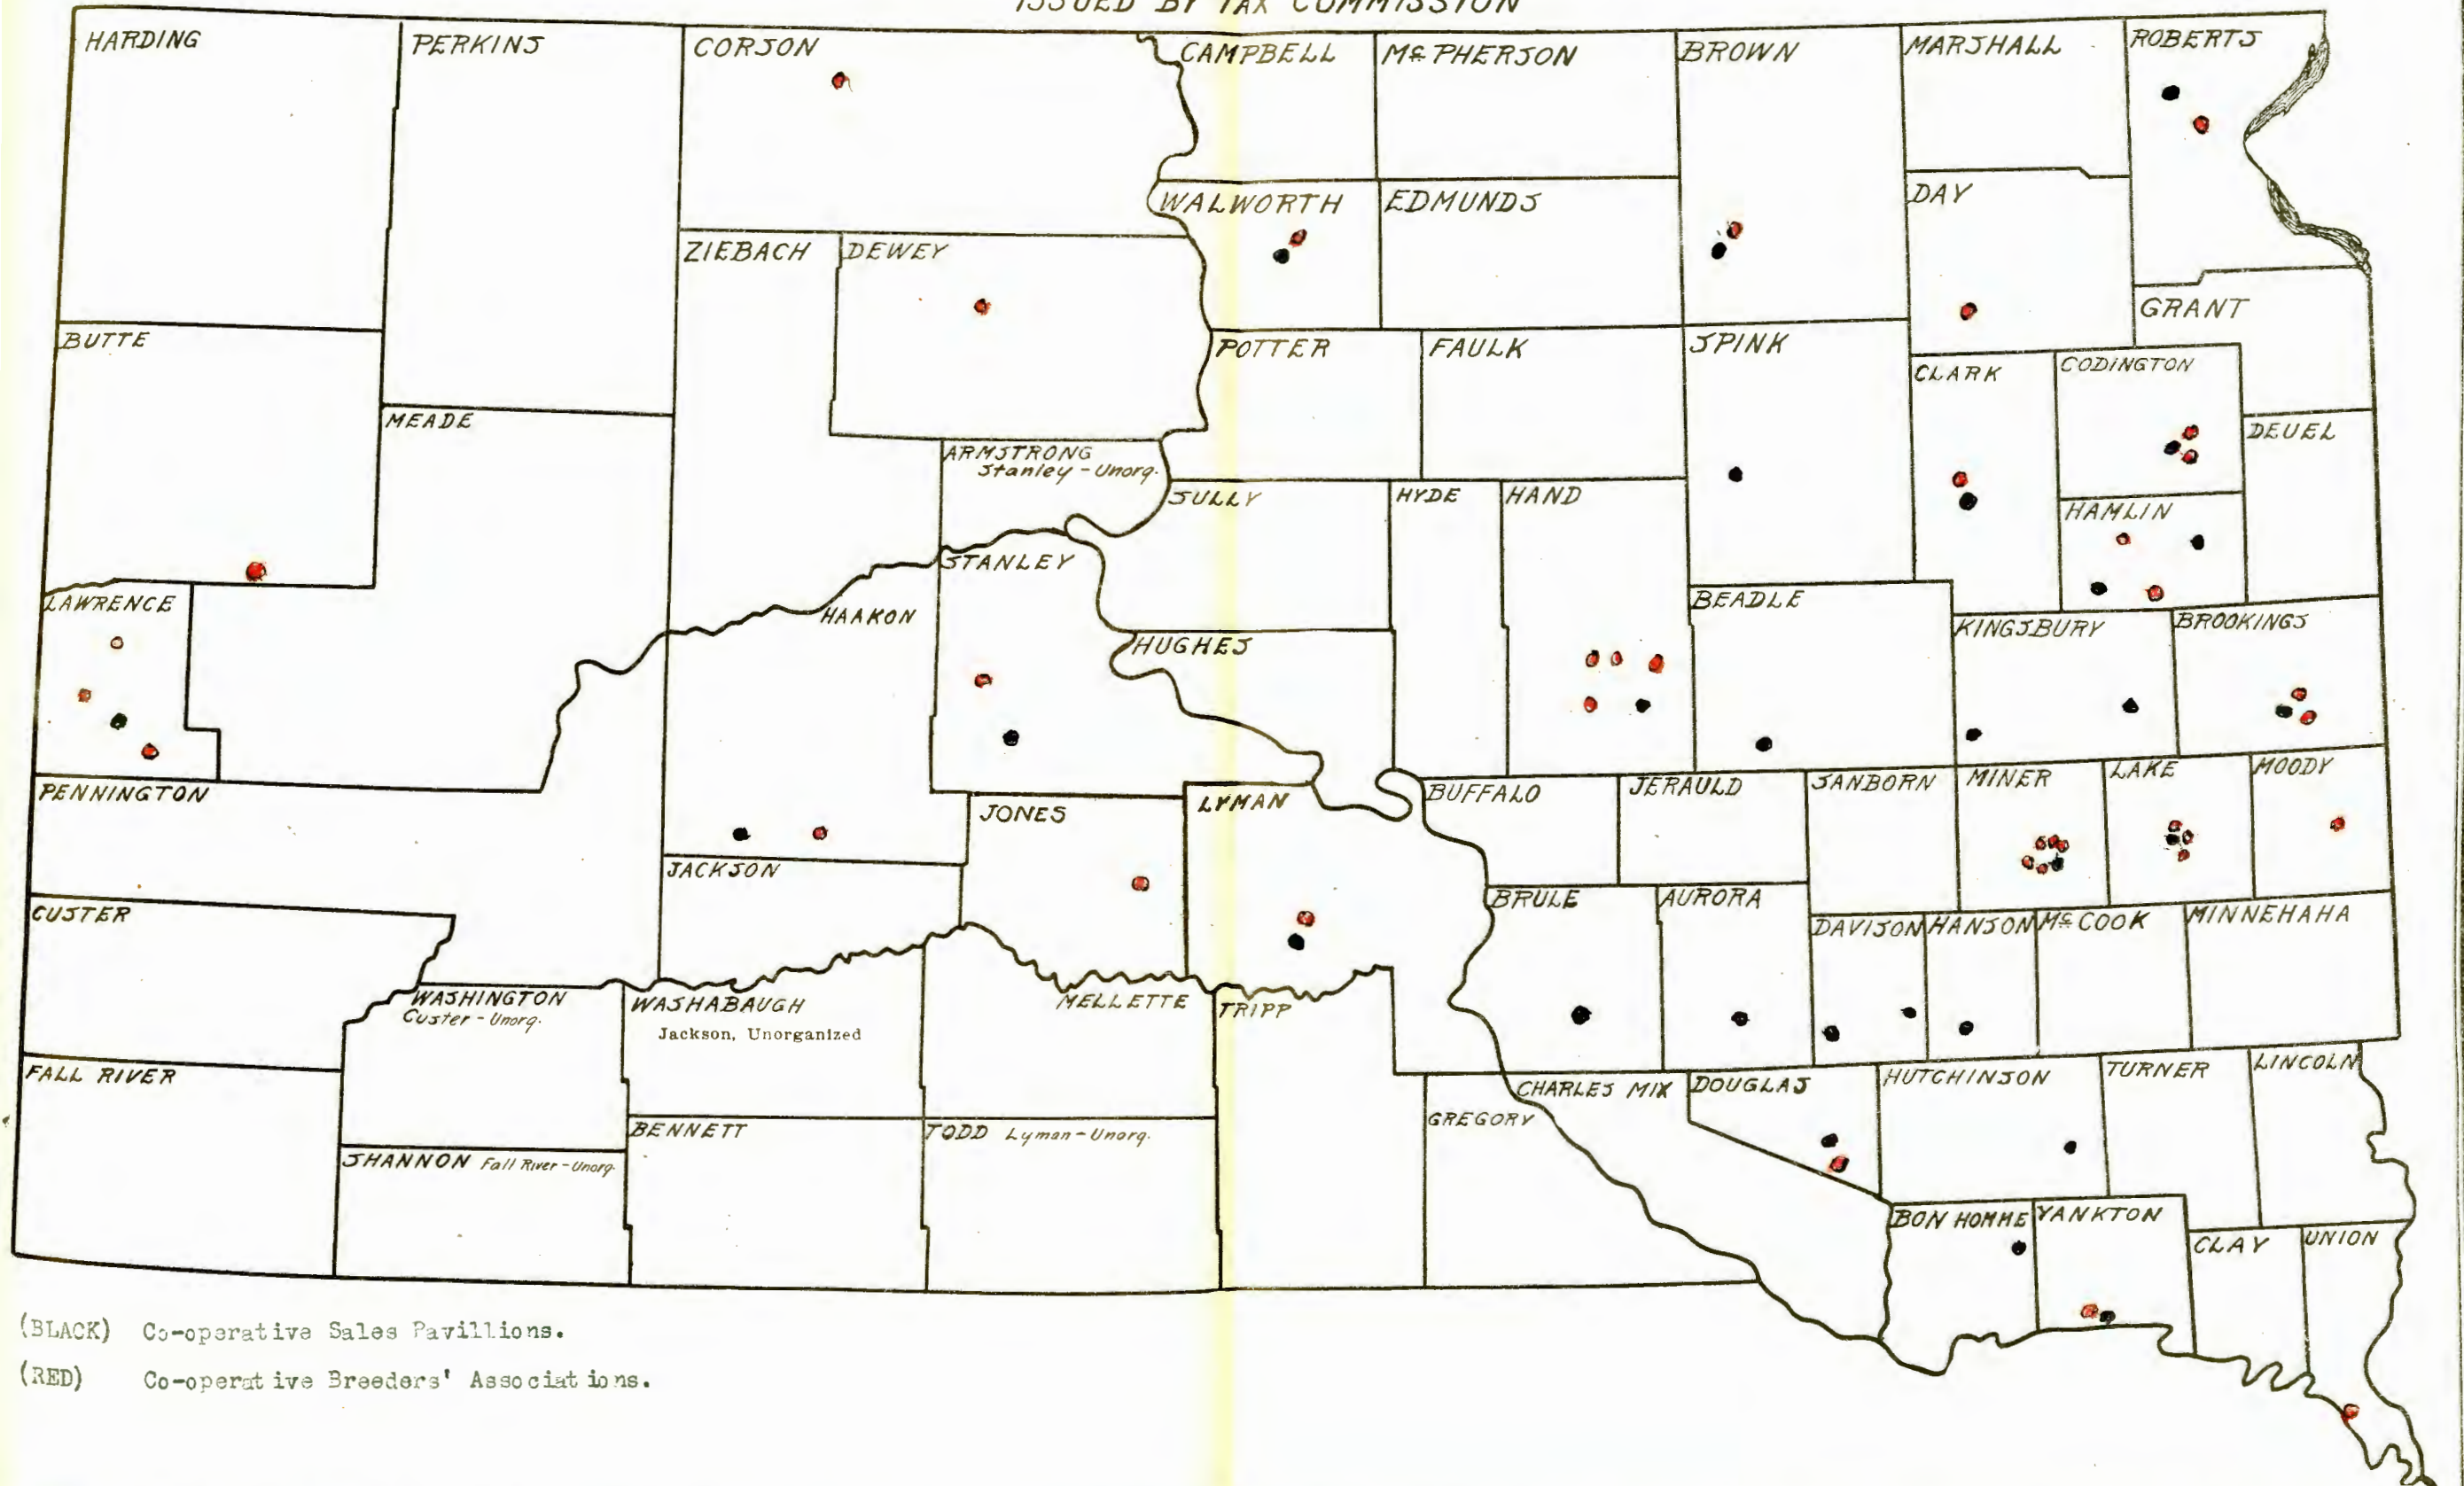 ISSUED BY TAX COMMISSION
HARDING
PERKINS
CORSON
CAMPBELL
McPHERSON
BROWN
MARSHALL
ROBERTS
WALWORTH
EDMUNDS
DAY
ZIEBACH
DEWEY
GRANT
BUTTE
POTTER
FAULK
SPINK
CLARK
CODINGTON
MEADE
DEUEL
ARMSTRONG
Stanley - Unorg.
SULLY
HYDE
HAND
HAMLIN
STANLEY
LAWRENCE
HAAKON
BEADLE
KINGSBURY
BROOKINGS
HUGHES
PENNINGTON
JONES
LYMAN
BUFFALO
JERAULD
SANBORN
MINER
LAKE
MOODY
JACKSON
CUSTER
BRULE
AURORA
DAVISON
HANSON
McCOOK
MINNEHAHA
WASHINGTON
Custer - Unorg.
WASHABAUGH
Jackson, Unorganized
MELLETTE
TRIPP
FALL RIVER
CHARLES MIX
DOUGLAS
HUTCHINSON
TURNER
LINCOLN
GREGORY
BENNETT
TODD Lyman - Unorg.
SHANNON Fall River - Unorg.
BON HOMME
YANKTON
CLAY
UNION
(BLACK) Co-operative Sales Pavillions.
(RED) Co-operative Breeders' Associations.